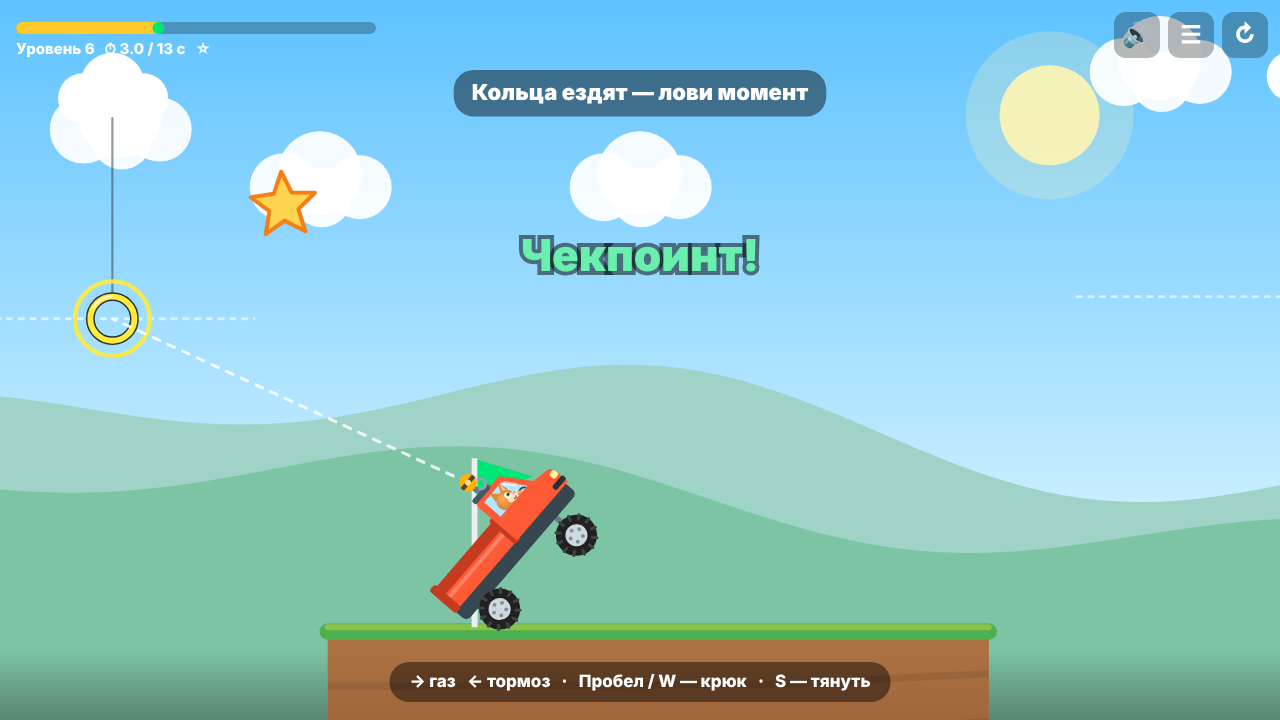 Уровень 6 ⏱ 3.0 / 13 с ☆
Кольца ездят — лови момент
Чекпоинт!
→ газ ← тормоз · Пробел / W — крюк · S — тянуть